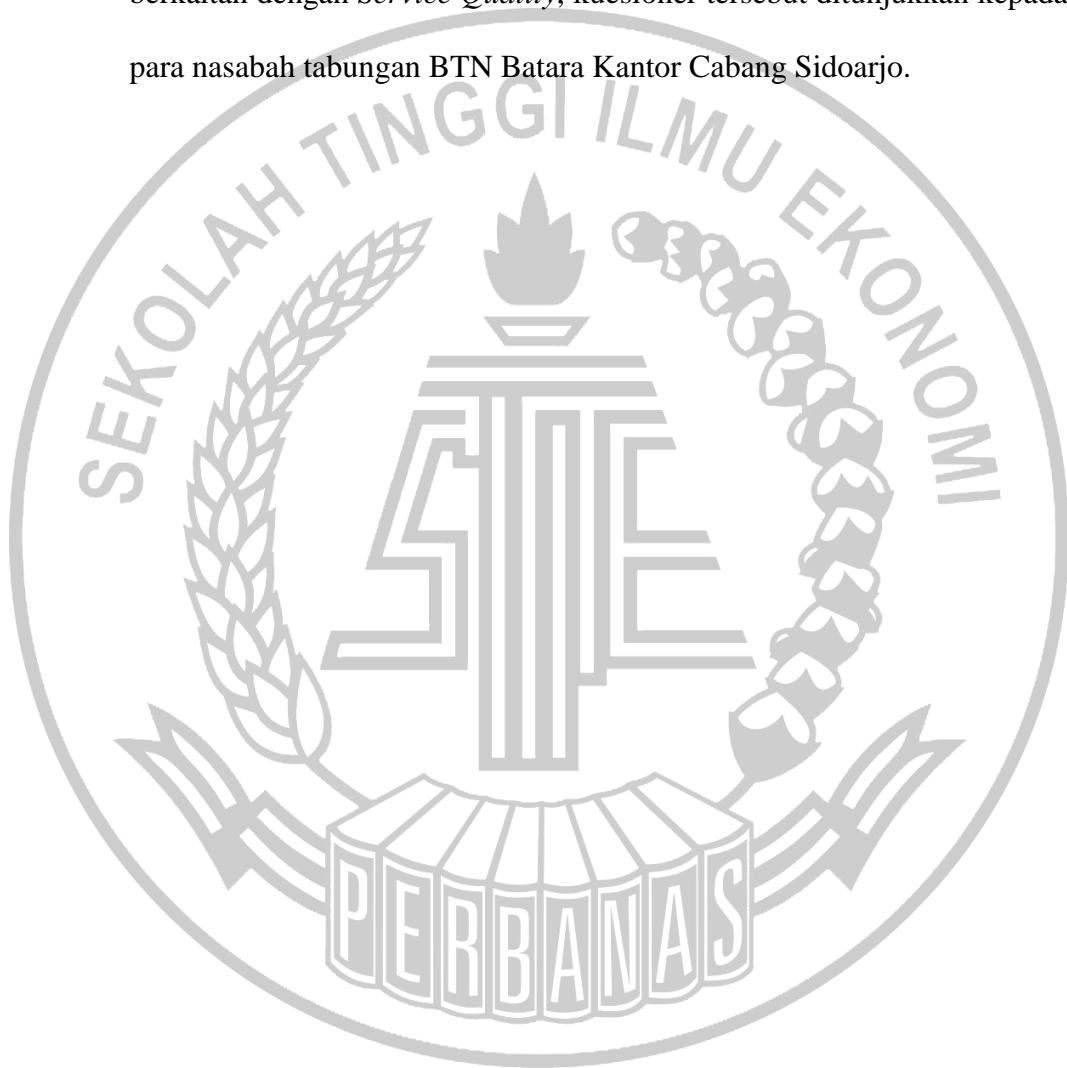 berkaitan dengan Service Quality, kuesioner tersebut ditunjukkan kepada
para nasabah tabungan BTN Batara Kantor Cabang Sidoarjo.
SEKOLAH TINGGI ILMU EKONOMI
STIE
PERBANAS